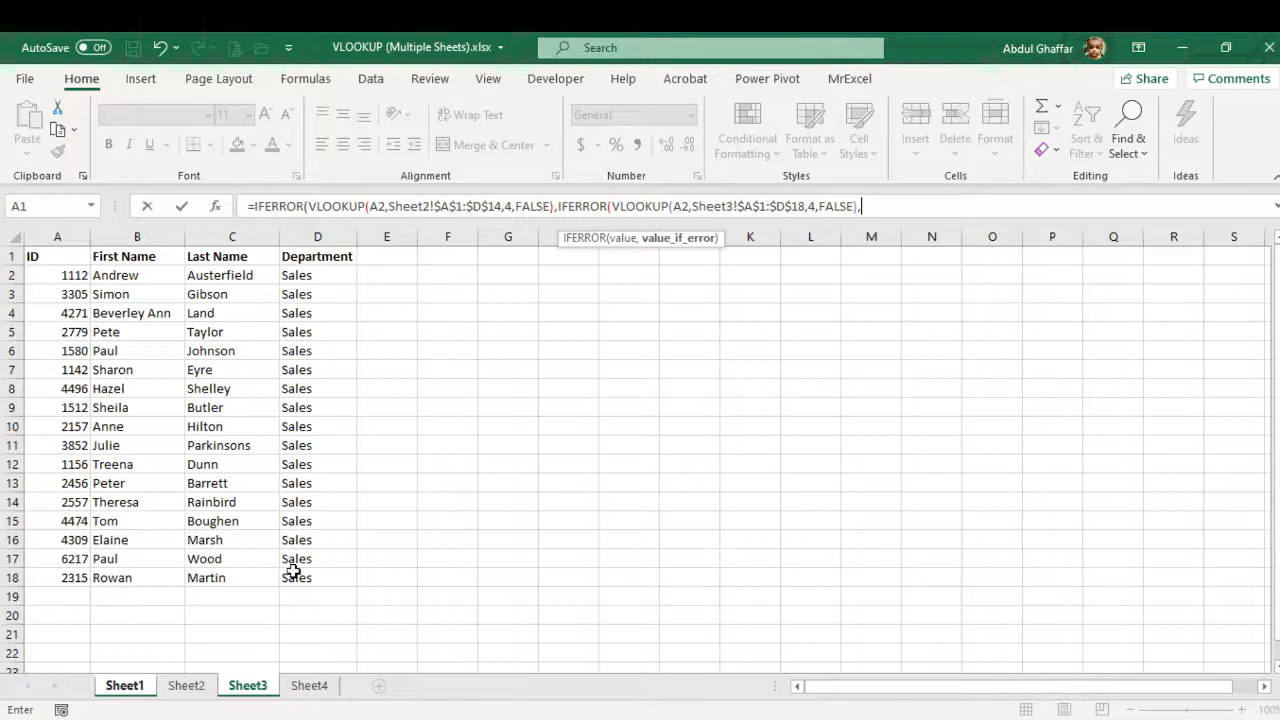 AutoSave Off VLOOKUP (Multiple Sheets).xlsx Search Abdul Ghaffar
File Home Insert Page Layout Formulas Data Review View Developer Help Acrobat Power Pivot MrExcel Share Comments
11 Wrap Text General
Paste Merge & Center Conditional Formatting Format as Table Cell Styles Insert Delete Format Sort & Filter Find & Select Ideas
Clipboard Font Alignment Number Styles Cells Editing Ideas
A1 =IFERROR(VLOOKUP(A2,Sheet2!$A$1:$D$14,4,FALSE),IFERROR(VLOOKUP(A2,Sheet3!$A$1:$D$18,4,FALSE),
IFERROR(value, value_if_error)
A B C D E F G K L M N O P Q R S
1 ID First Name Last Name Department
2 1112 Andrew Austerfield Sales
3 3305 Simon Gibson Sales
4 4271 Beverley Ann Land Sales
5 2779 Pete Taylor Sales
6 1580 Paul Johnson Sales
7 1142 Sharon Eyre Sales
8 4496 Hazel Shelley Sales
9 1512 Sheila Butler Sales
10 2157 Anne Hilton Sales
11 3852 Julie Parkinsons Sales
12 1156 Treena Dunn Sales
13 2456 Peter Barrett Sales
14 2557 Theresa Rainbird Sales
15 4474 Tom Boughen Sales
16 4309 Elaine Marsh Sales
17 6217 Paul Wood Sales
18 2315 Rowan Martin Sales
19
20
21
22
23
Sheet1 Sheet2 Sheet3 Sheet4
Enter 100%